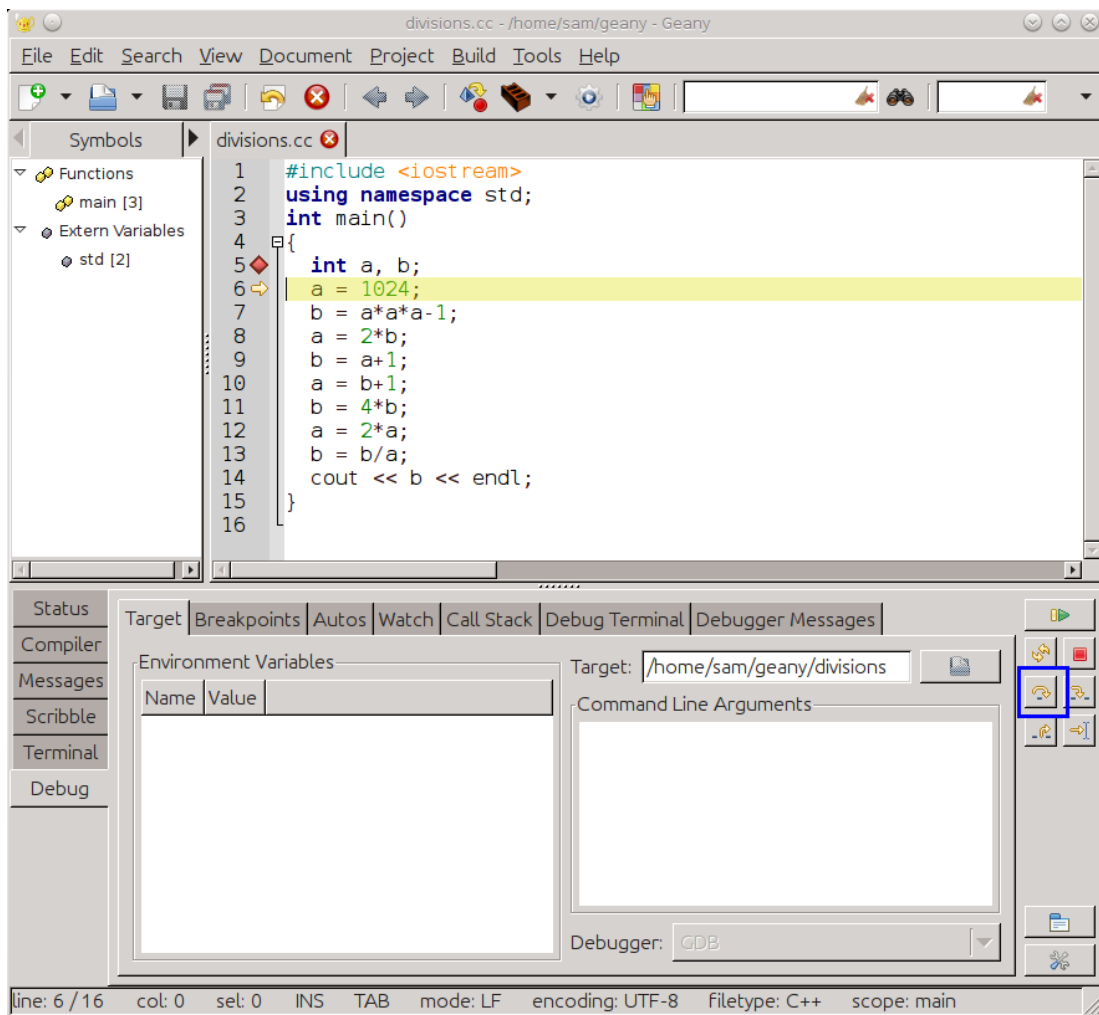 divisions.cc - /home/sam/geany - Geany
File Edit Search View Document Project Build Tools Help
Symbols
divisions.cc
Functions
main [3]
Extern Variables
std [2]
1 #include <iostream>
2 using namespace std;
3 int main()
4 {
5 int a, b;
6 a = 1024;
7 b = a*a*a-1;
8 a = 2*b;
9 b = a+1;
10 a = b+1;
11 b = 4*b;
12 a = 2*a;
13 b = b/a;
14 cout << b << endl;
15 }
16
Status
Compiler
Messages
Scribble
Terminal
Debug
Target Breakpoints Autos Watch Call Stack Debug Terminal Debugger Messages
Environment Variables
Name Value
Target: /home/sam/geany/divisions
Command Line Arguments
Debugger: GDB
line: 6 / 16 col: 0 sel: 0 INS TAB mode: LF encoding: UTF-8 filetype: C++ scope: main